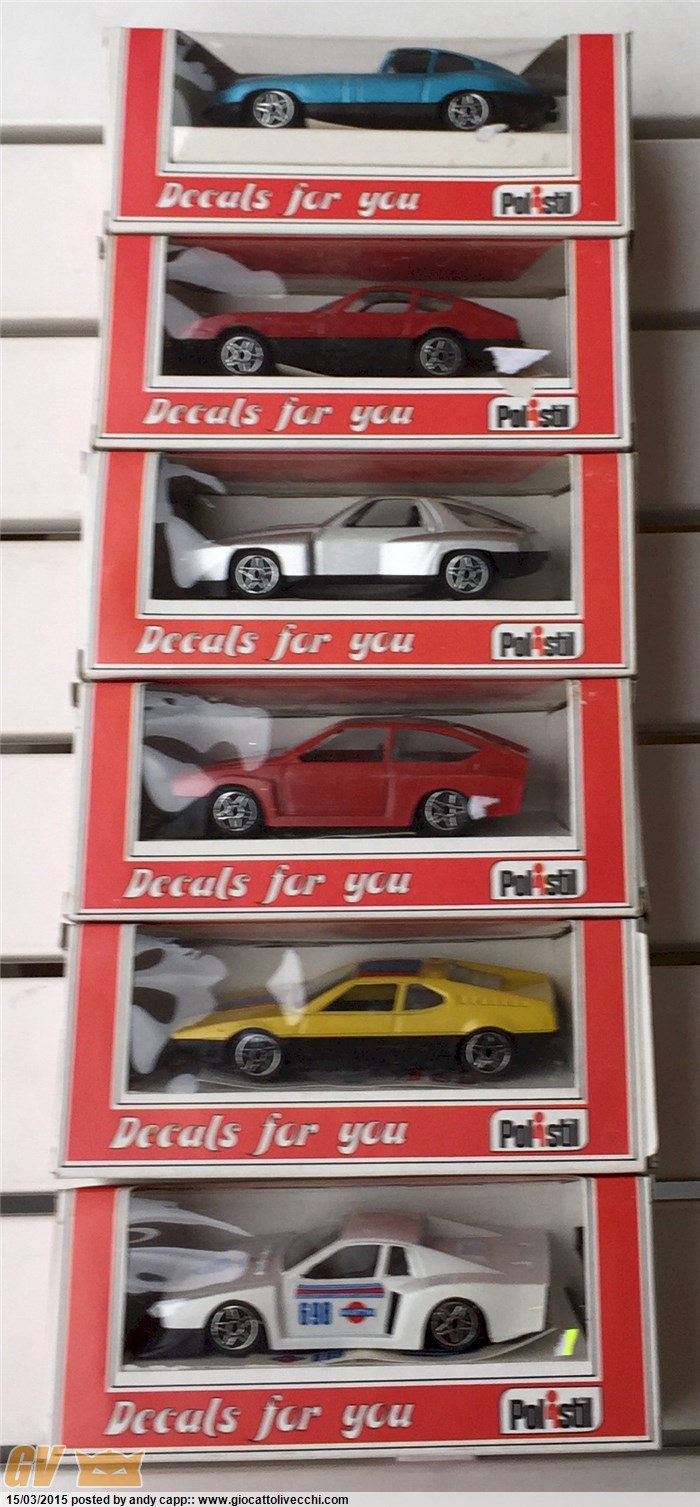 Decals for you Polistil
Decals for you Polistil
Decals for you Polistil
Decals for you Polistil
Decals for you Polistil
698
Decals for you Polistil
GV
15/03/2015 posted by andy capp:: www.giocattolivecchi.com